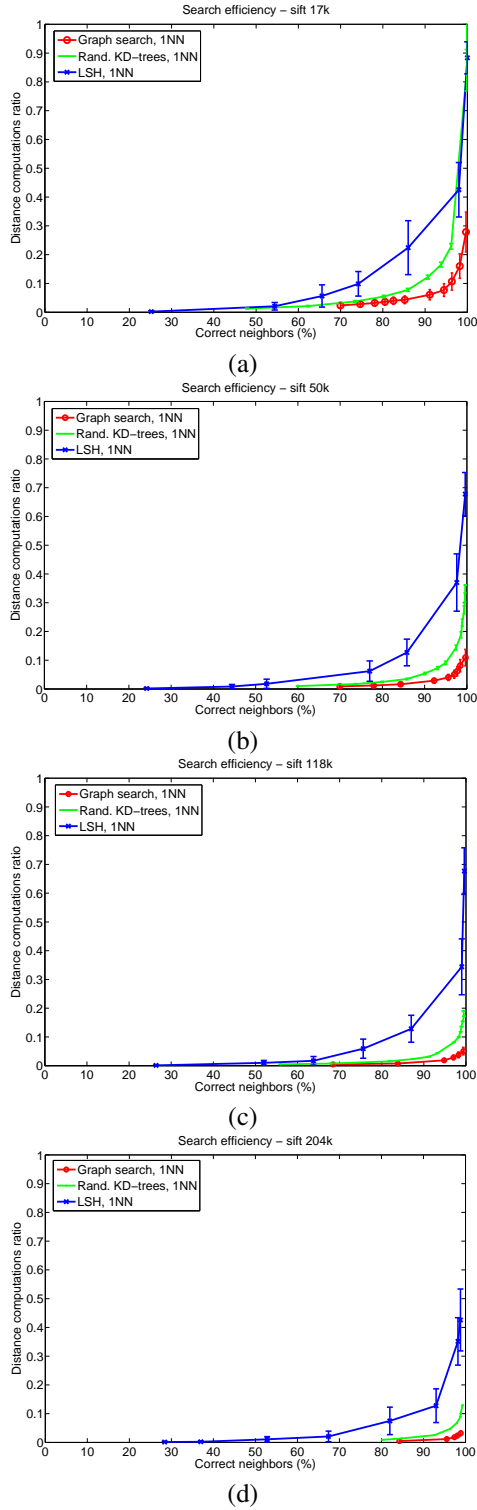 Search efficiency – sift 17k
Graph search, 1NN
Rand. KD−trees, 1NN
LSH, 1NN
1
0.9
0.8
0.7
0.6
0.5
0.4
0.3
0.2
0.1
0
Distance computations ratio
0 10 20 30 40 50 60 70 80 90 100
Correct neighbors (%)
(a)
Search efficiency – sift 50k
Graph search, 1NN
Rand. KD−trees, 1NN
LSH, 1NN
1
0.9
0.8
0.7
0.6
0.5
0.4
0.3
0.2
0.1
0
Distance computations ratio
0 10 20 30 40 50 60 70 80 90 100
Correct neighbors (%)
(b)
Search efficiency – sift 118k
Graph search, 1NN
Rand. KD−trees, 1NN
LSH, 1NN
1
0.9
0.8
0.7
0.6
0.5
0.4
0.3
0.2
0.1
0
Distance computations ratio
0 10 20 30 40 50 60 70 80 90 100
Correct neighbors (%)
(c)
Search efficiency – sift 204k
Graph search, 1NN
Rand. KD−trees, 1NN
LSH, 1NN
1
0.9
0.8
0.7
0.6
0.5
0.4
0.3
0.2
0.1
0
Distance computations ratio
0 10 20 30 40 50 60 70 80 90 100
Correct neighbors (%)
(d)